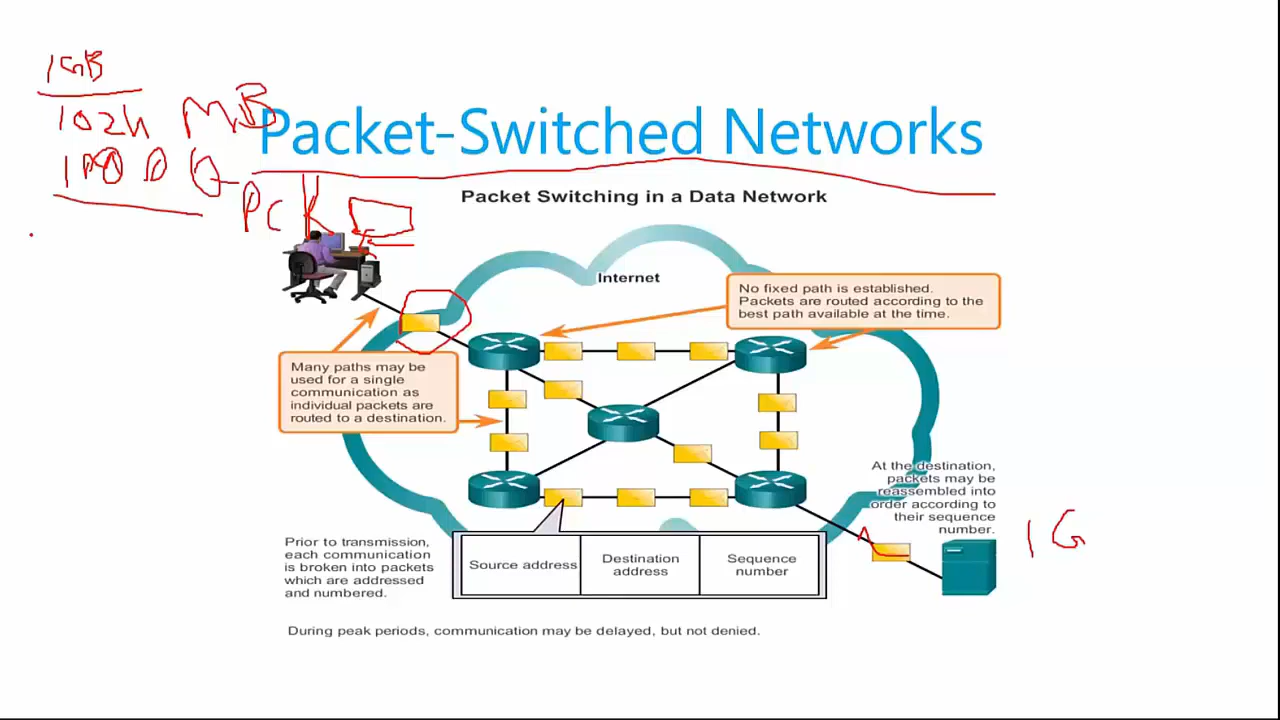 1GB
1024 MB
Packet-Switched Networks
Packet Switching in a Data Network
PC
Internet
No fixed path is established.
Packets are routed according to the
best path available at the time.
Many paths may be
used for a single
communication as
individual packets are
routed to a destination.
At the destination,
packets may be
reassembled into
order according to
their sequence
number.
1G
Prior to transmission,
each communication
is broken into packets
which are addressed
and numbered.
Source address
Destination
address
Sequence
number
During peak periods, communication may be delayed, but not denied.